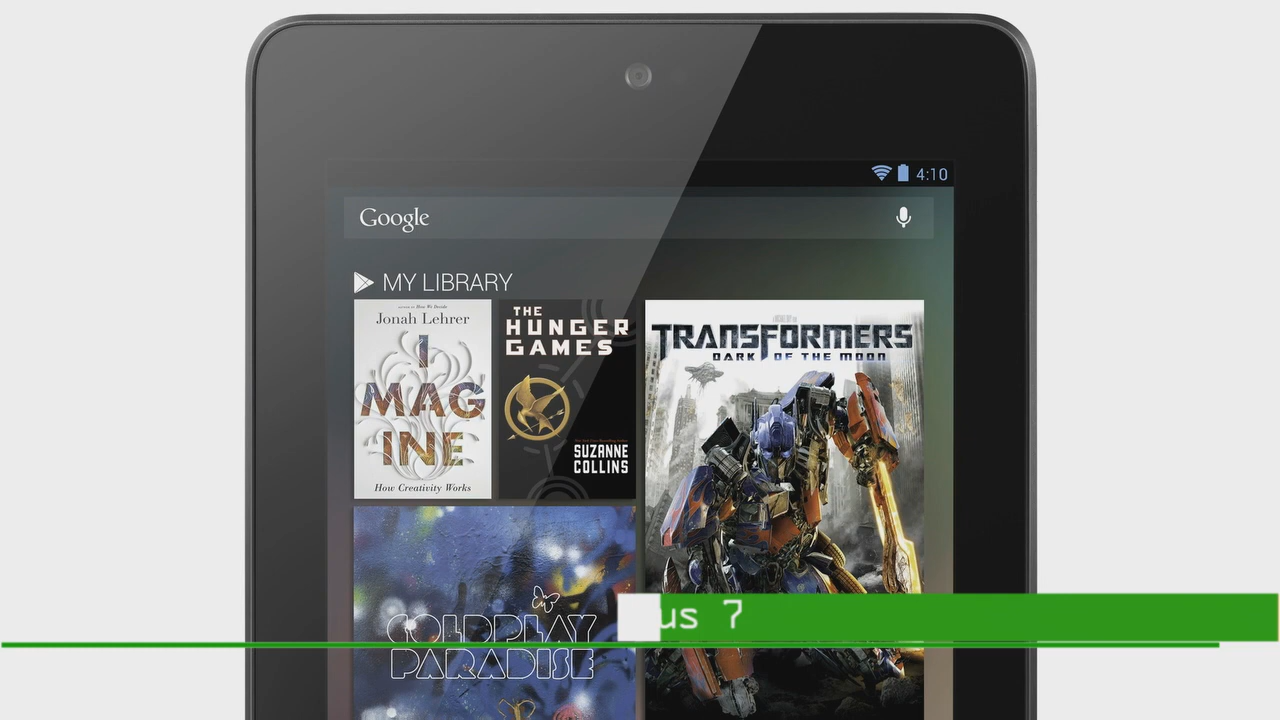 4:10
Google
MY LIBRARY
Jonah Lehrer
I
MAG
INE
How Creativity Works
THE
HUNGER
GAMES
SUZANNE
COLLINS
TRANSFORMERS
DARK OF THE MOON
COLDPLAY
PARADISE
us 7